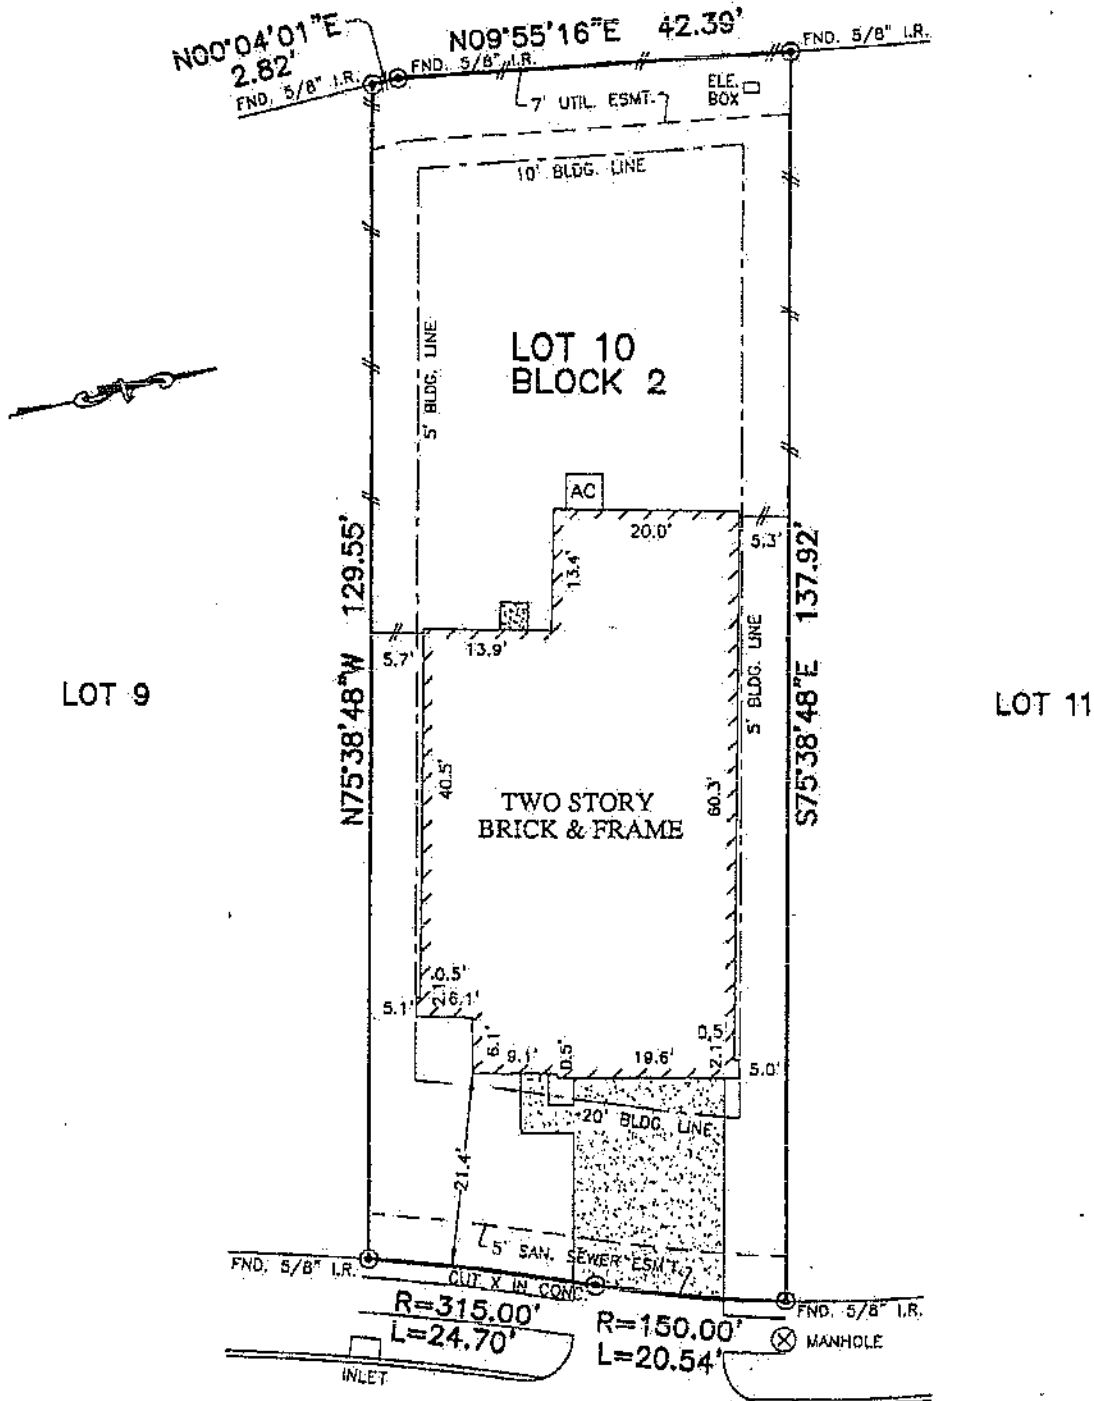 N00°04'01"E
2.82'
N09°55'16"E 42.39'
FND. 5/8" I.R.
FND. 5/8" I.R.
FND. 5/8" I.R.
7' UTIL. ESMT.
ELE.
BOX
10' BLDG. LINE
5' BLDG. LINE
LOT 10
BLOCK 2
AC
20.0'
13.4'
5.3'
13.9'
5.7'
N75°38'48"W 129.55'
S75°38'48"E 137.92'
5' BLDG. LINE
LOT 9
LOT 11
40.5'
60.3'
TWO STORY
BRICK & FRAME
0.5'
2.1'
6.1'
5.1'
6.1'
9.1'
0.5'
19.6'
0.5'
2.1'
5.0'
20' BLDG. LINE
21.4'
5' SAN. SEWER ESMT.
FND. 5/8" I.R.
CUT X IN CONC.
FND. 5/8" I.R.
R=315.00'
L=24.70'
R=150.00'
L=20.54'
MANHOLE
INLET